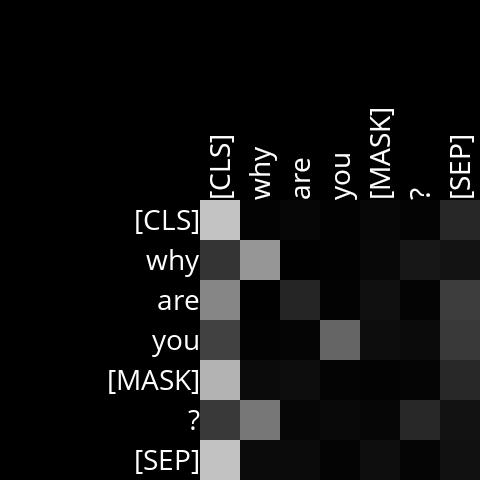 [CLS] why are you [MASK] ? [SEP]
[CLS]
why
are
you
[MASK]
?
[SEP]